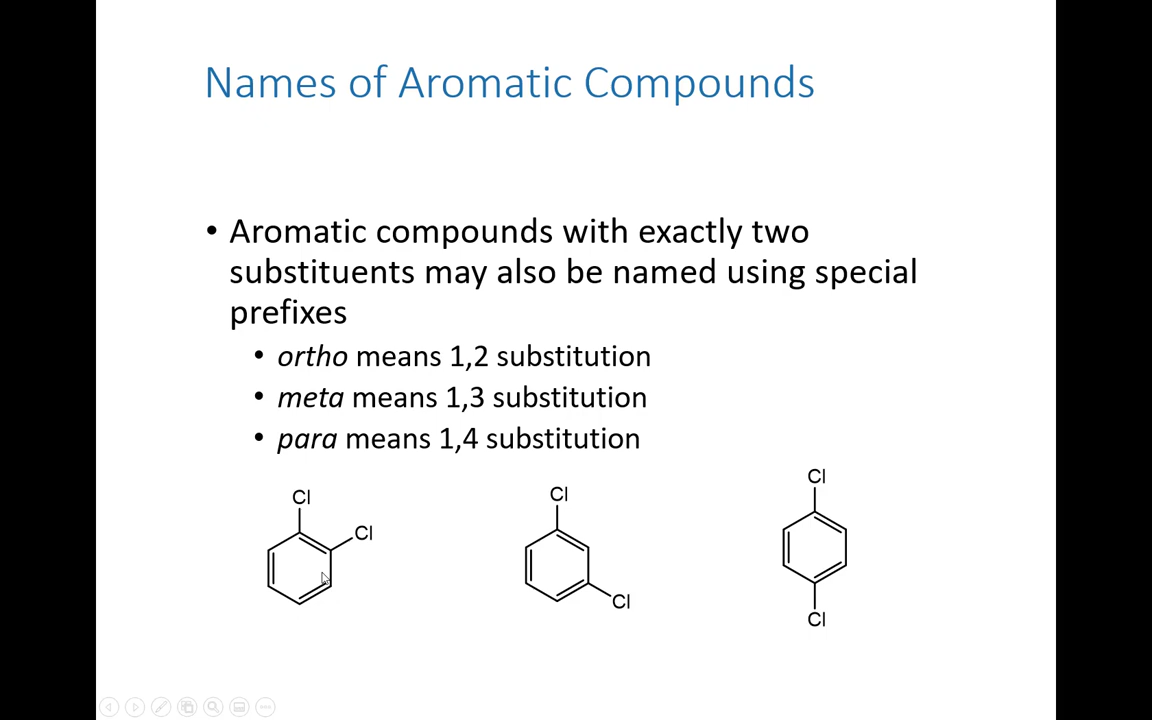 Names of Aromatic Compounds
• Aromatic compounds with exactly two
substituents may also be named using special
prefixes
• ortho means 1,2 substitution
• meta means 1,3 substitution
• para means 1,4 substitution
Cl
Cl
Cl
Cl
Cl
Cl